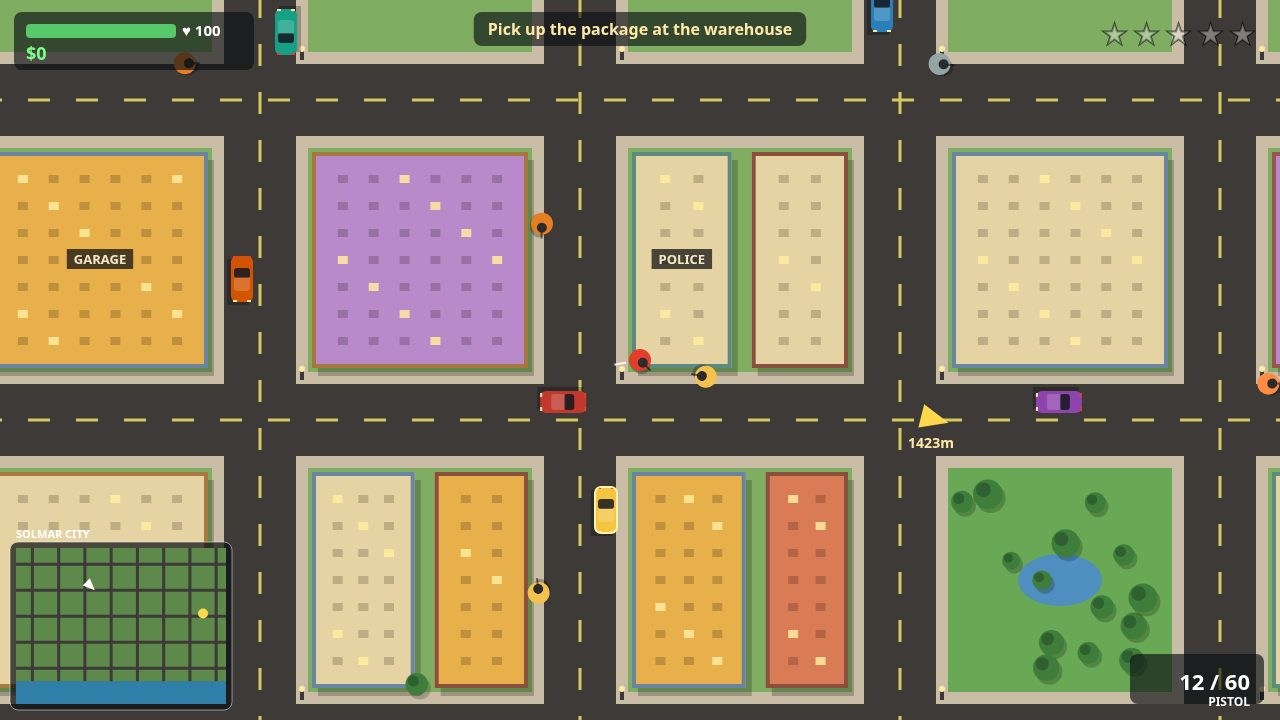 ♥ 100
$0
Pick up the package at the warehouse
GARAGE
POLICE
1423m
SOLMAR CITY
12 / 60
PISTOL